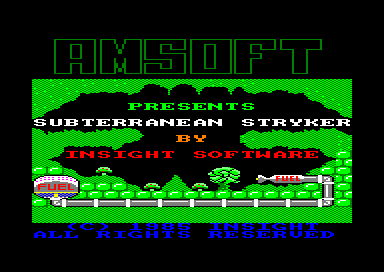 AMSOFT
PRESENTS
SUBTERRANEAN STRYKER
BY
INSIGHT SOFTWARE
FUEL
FUEL
(C) 1985 INSIGHT
ALL RIGHTS RESERVED